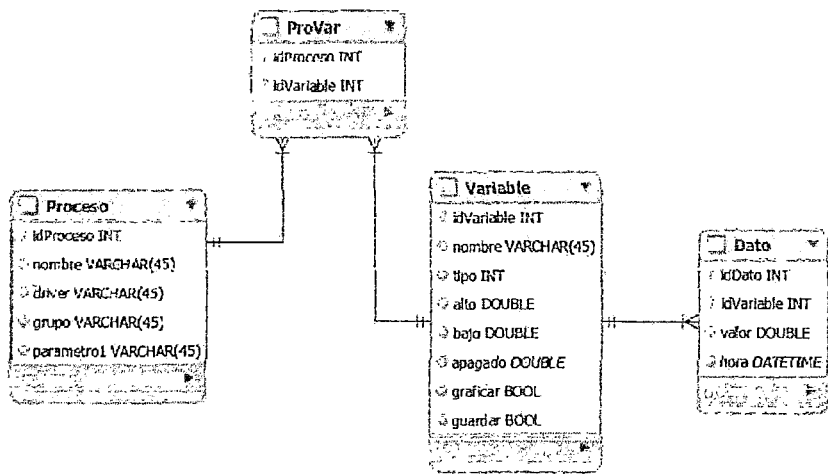 ProVar
idProceso INT
idVariable INT
Proceso
idProceso INT
nombre VARCHAR(45)
driver VARCHAR(45)
grupo VARCHAR(45)
parametro1 VARCHAR(45)
Variable
idVariable INT
nombre VARCHAR(45)
tipo INT
alto DOUBLE
bajo DOUBLE
apagado DOUBLE
graficar BOOL
guardar BOOL
Dato
idDato INT
idVariable INT
valor DOUBLE
hora DATETIME